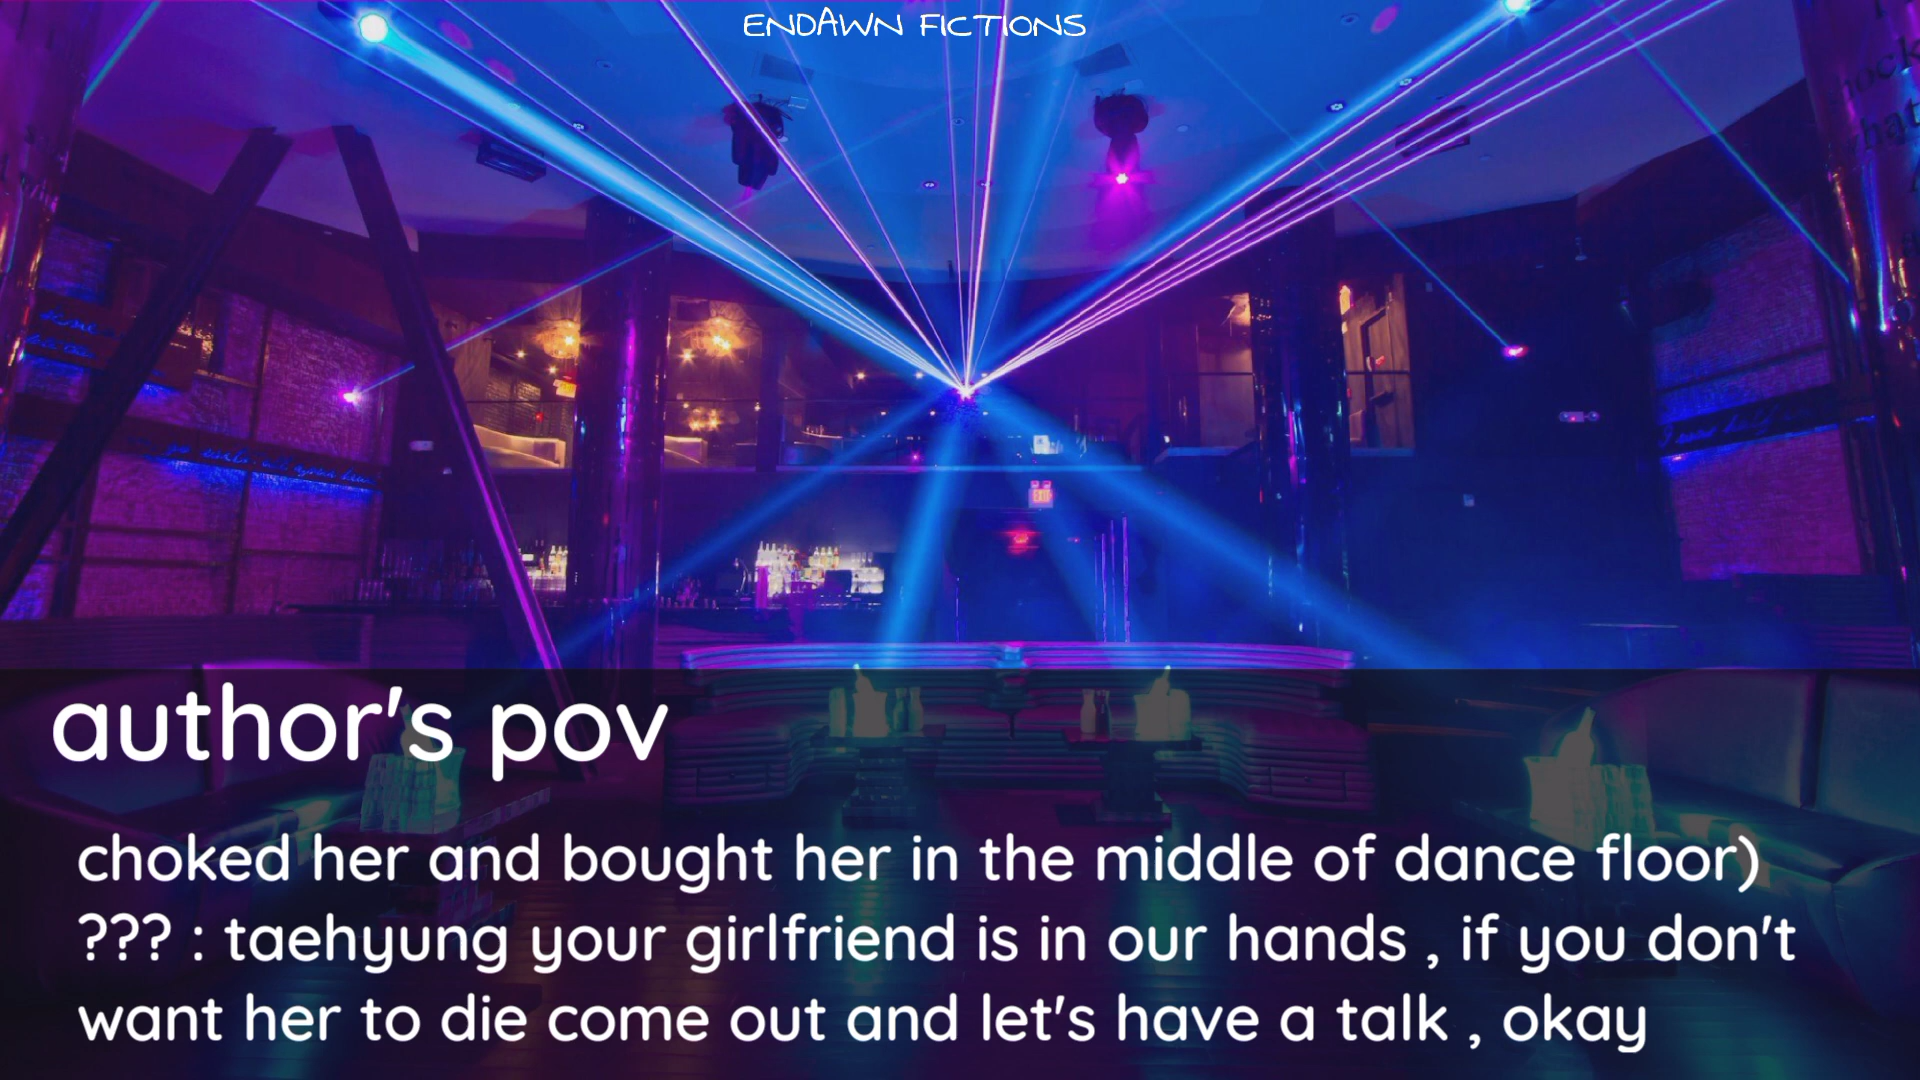 ENDAWN FICTIONS
EXIT
author's pov
choked her and bought her in the middle of dance floor)
??? : taehyung your girlfriend is in our hands , if you don't
want her to die come out and let's have a talk , okay